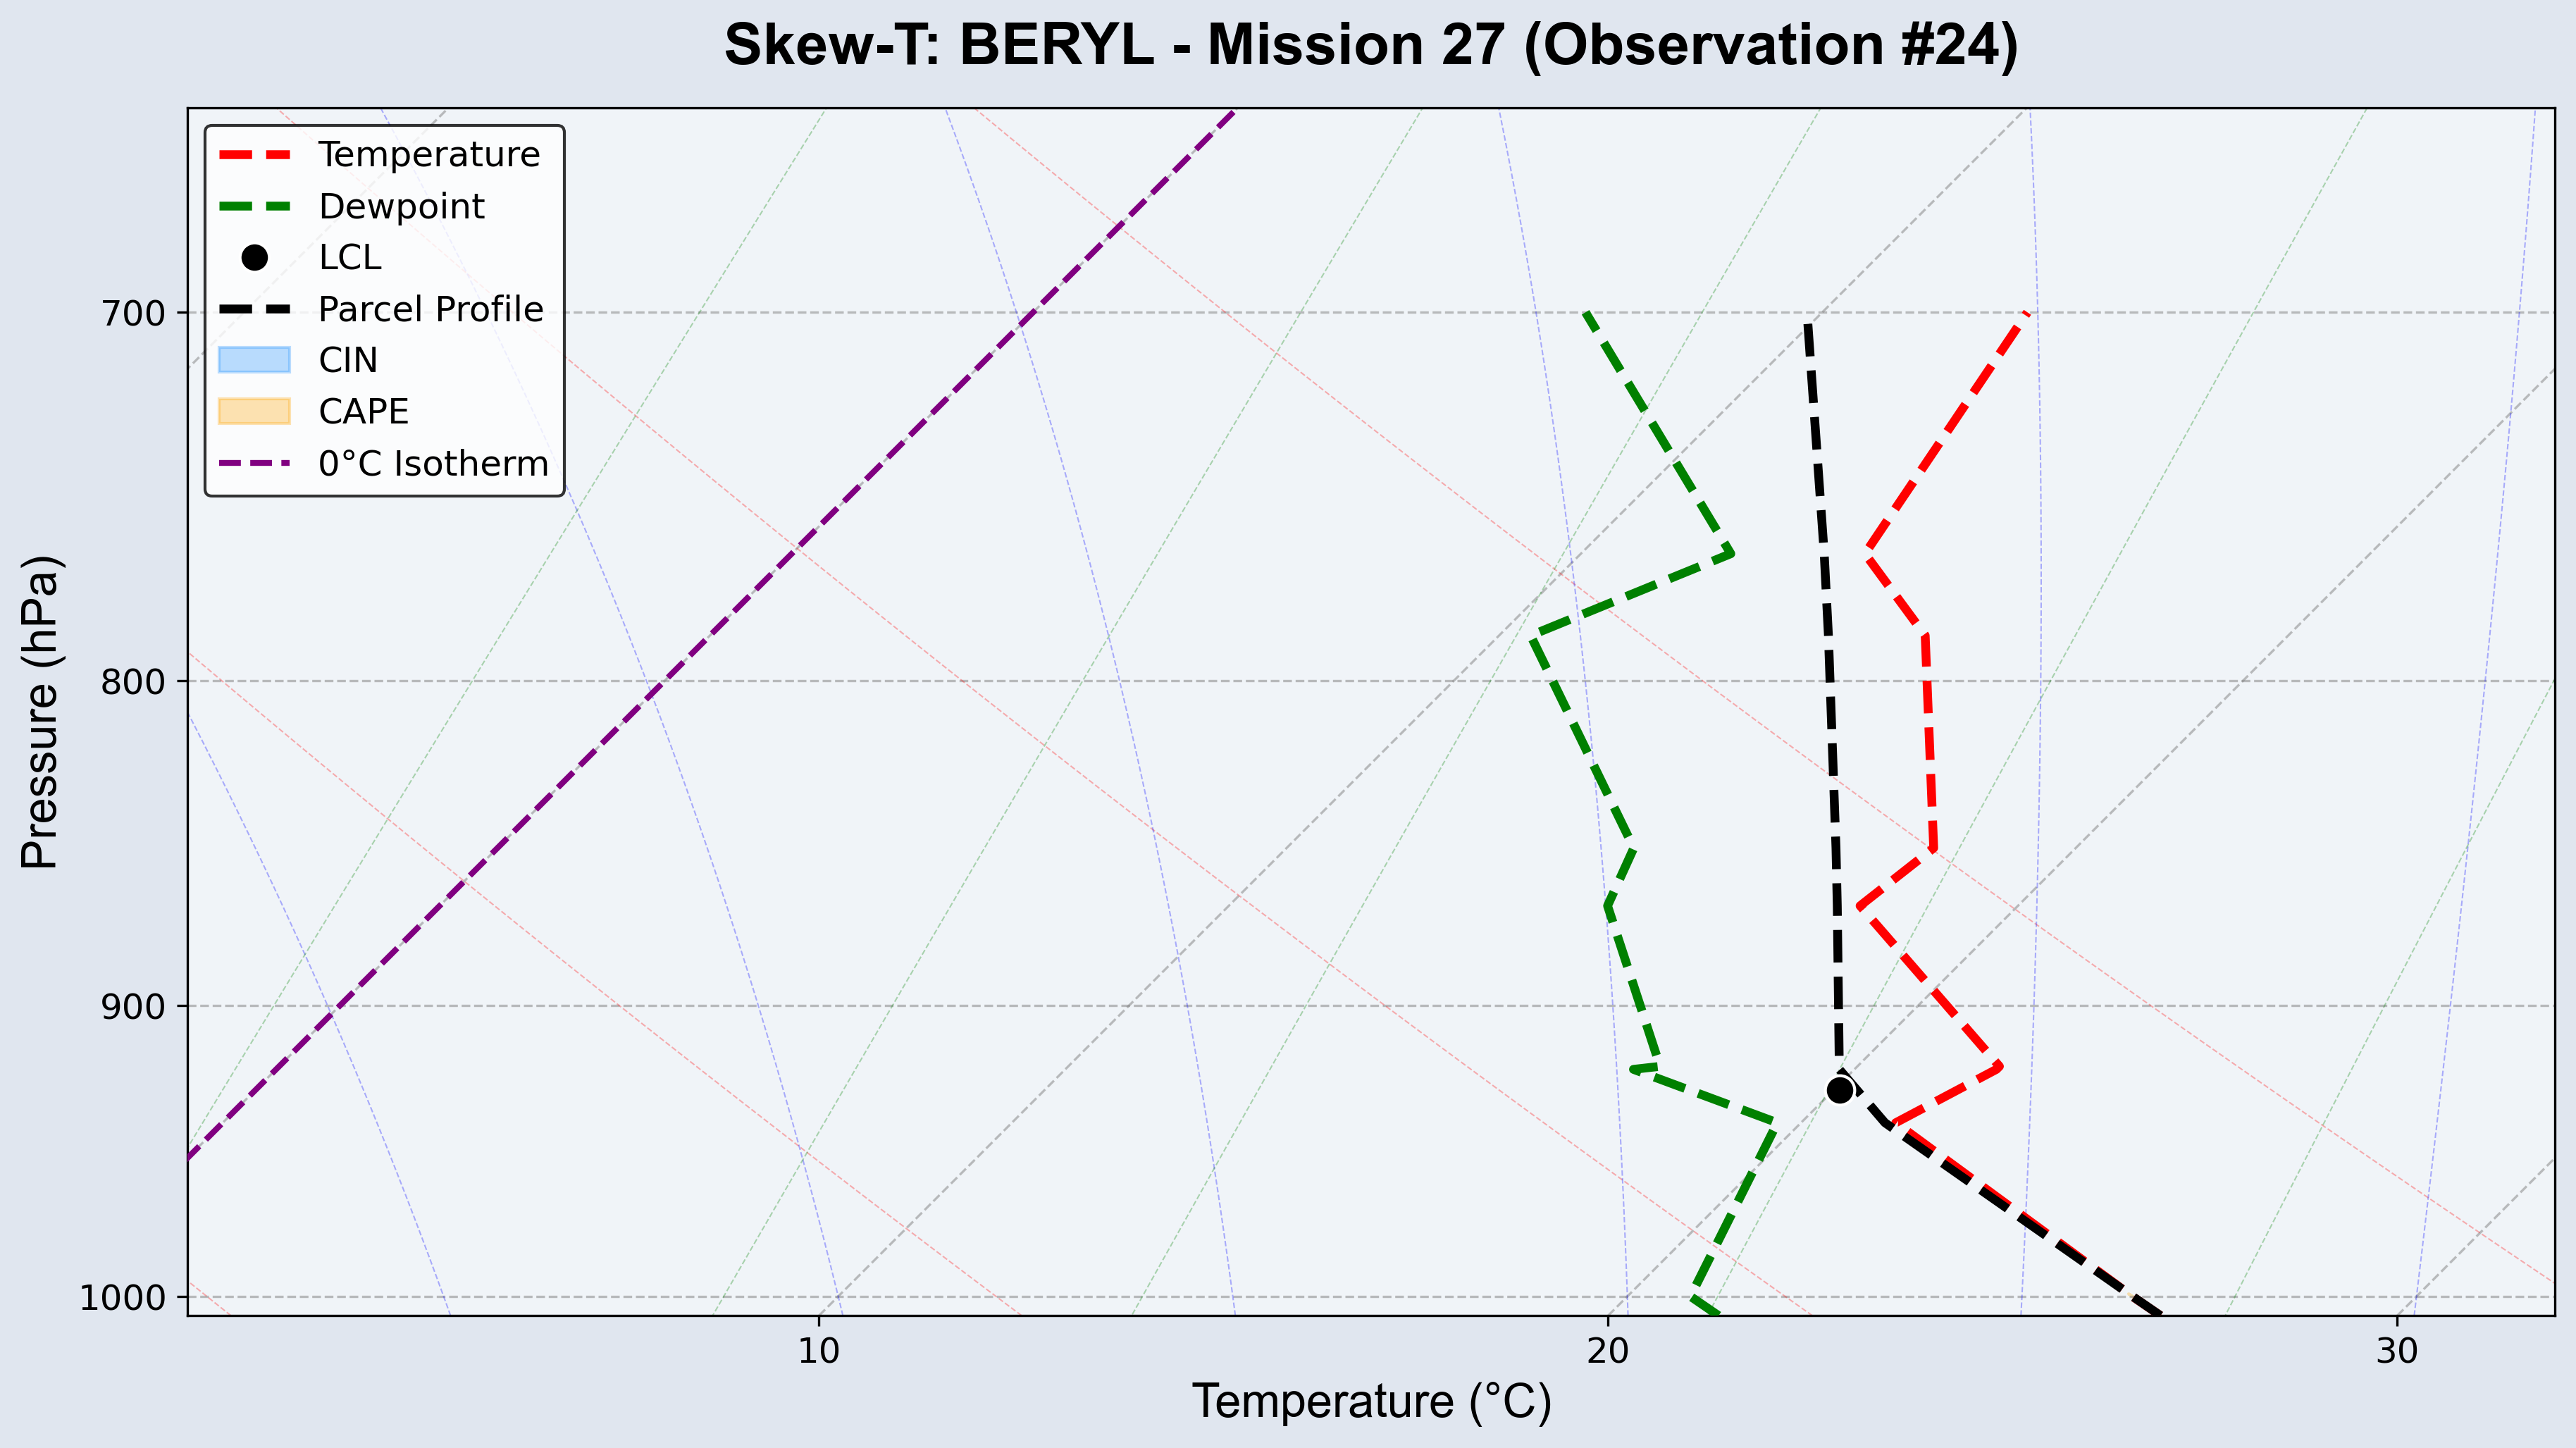 Skew-T: BERYL - Mission 27 (Observation #24)
Temperature
Dewpoint
LCL
Parcel Profile
CIN
CAPE
0°C Isotherm
Pressure (hPa)
700
800
900
1000
10
20
30
Temperature (°C)